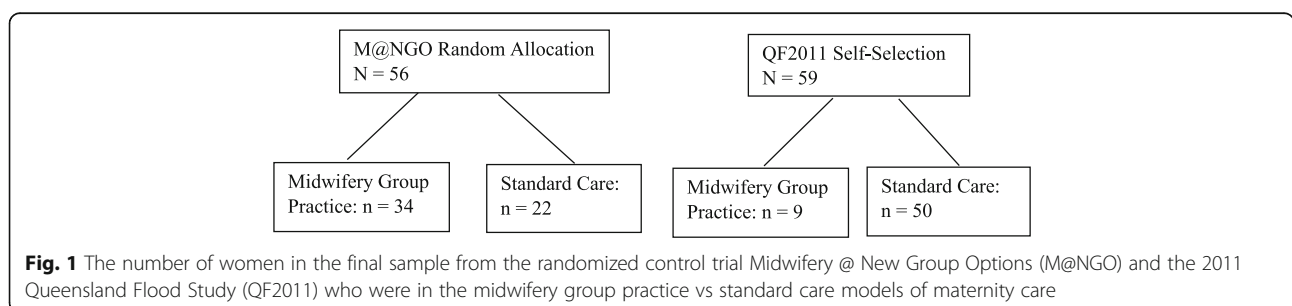 M@NGO Random Allocation
N = 56
QF2011 Self-Selection
N = 59
Midwifery Group
Practice: n = 34
Standard Care:
n = 22
Midwifery Group
Practice: n = 9
Standard Care:
n = 50
Fig. 1 The number of women in the final sample from the randomized control trial Midwifery @ New Group Options (M@NGO) and the 2011
Queensland Flood Study (QF2011) who were in the midwifery group practice vs standard care models of maternity care